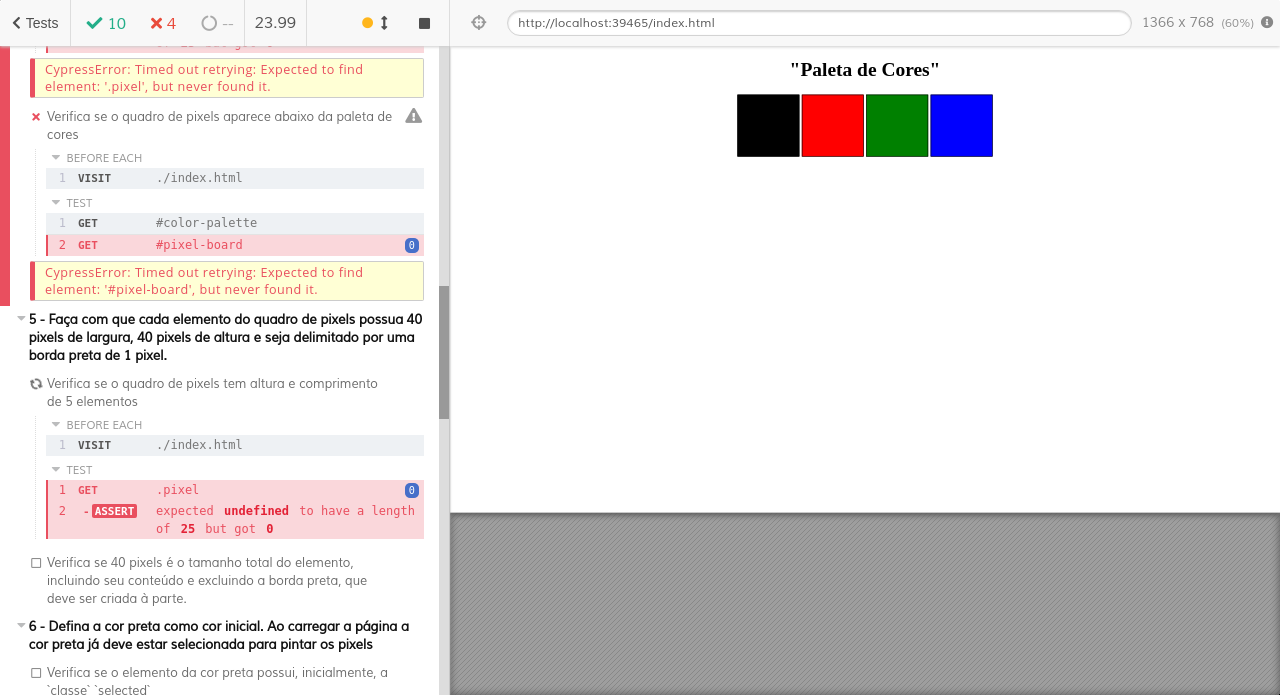 Tests 10 4 -- 23.99 http://localhost:39465/index.html 1366 x 768 (60%)
CypressError: Timed out retrying: Expected to find
element: '.pixel', but never found it.
Verifica se o quadro de pixels aparece abaixo da paleta de
cores
BEFORE EACH
1 VISIT ./index.html
TEST
1 GET #color-palette
2 GET #pixel-board 0
CypressError: Timed out retrying: Expected to find
element: '#pixel-board', but never found it.
5 - Faça com que cada elemento do quadro de pixels possua 40
pixels de largura, 40 pixels de altura e seja delimitado por uma
borda preta de 1 pixel.
Verifica se o quadro de pixels tem altura e comprimento
de 5 elementos
BEFORE EACH
1 VISIT ./index.html
TEST
1 GET .pixel 0
2 -ASSERT expected undefined to have a length
of 25 but got 0
Verifica se 40 pixels é o tamanho total do elemento,
incluindo seu conteúdo e excluindo a borda preta, que
deve ser criada à parte.
6 - Defina a cor preta como cor inicial. Ao carregar a página a
cor preta já deve estar selecionada para pintar os pixels
Verifica se o elemento da cor preta possui, inicialmente, a
`classe` `selected`
"Paleta de Cores"